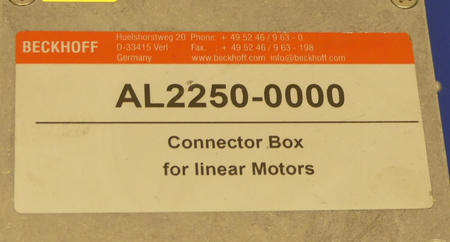 Huelshorstweg 20 Phone: + 49 52 46 / 9 63 - 0
BECKHOFF D-33415 Verl Fax. : + 49 52 46 / 9 63 - 198
Germany www.beckhoff.com info@beckhoff.com
AL2250-0000
Connector Box
for linear Motors